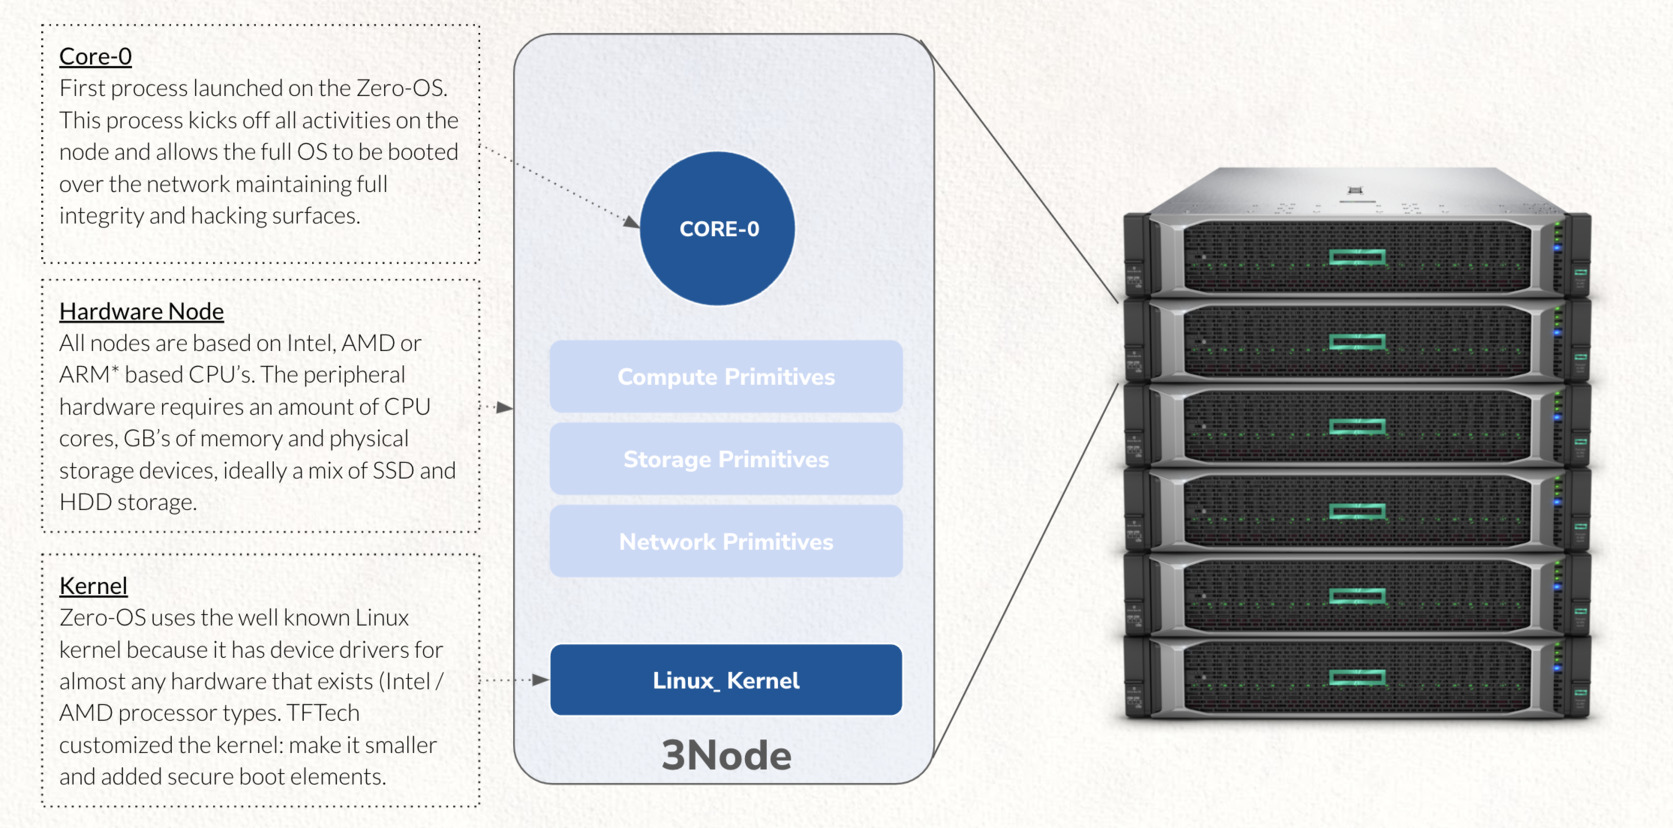 Core-0
First process launched on the Zero-OS.
This process kicks off all activities on the
node and allows the full OS to be booted
over the network maintaining full
integrity and hacking surfaces.
Hardware Node
All nodes are based on Intel, AMD or
ARM* based CPU's. The peripheral
hardware requires an amount of CPU
cores, GB's of memory and physical
storage devices, ideally a mix of SSD and
HDD storage.
Kernel
Zero-OS uses the well known Linux
kernel because it has device drivers for
almost any hardware that exists (Intel /
AMD processor types. TFTech
customized the kernel: make it smaller
and added secure boot elements.
CORE-0
Compute Primitives
Storage Primitives
Network Primitives
Linux_ Kernel
3Node